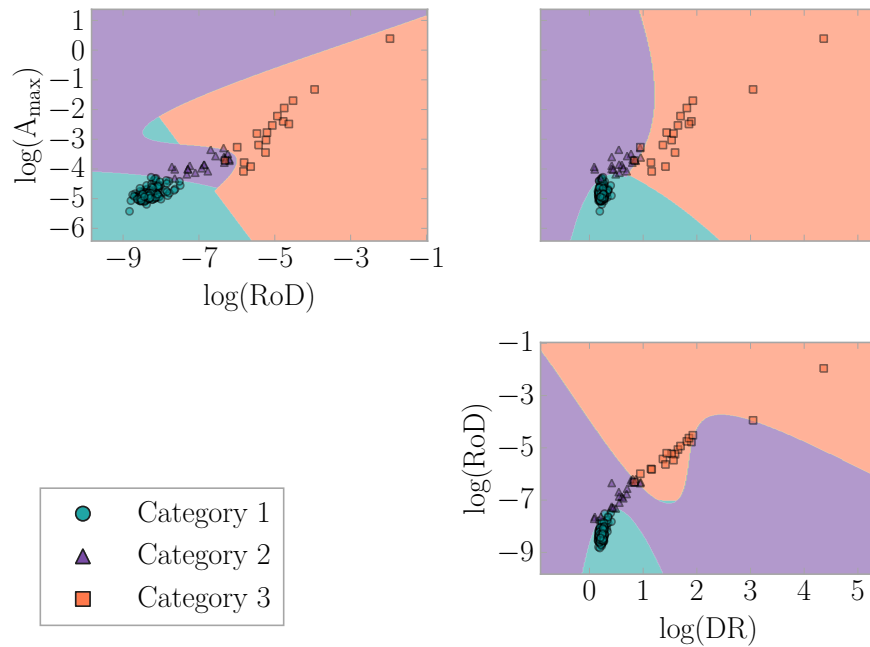 1
0
−1
−2
−3
−4
−5
−6
log(A_max)
−9 −7 −5 −3 −1
log(RoD)
−1
−3
−5
−7
−9
log(RoD)
0 1 2 3 4 5
log(DR)
Category 1
Category 2
Category 3